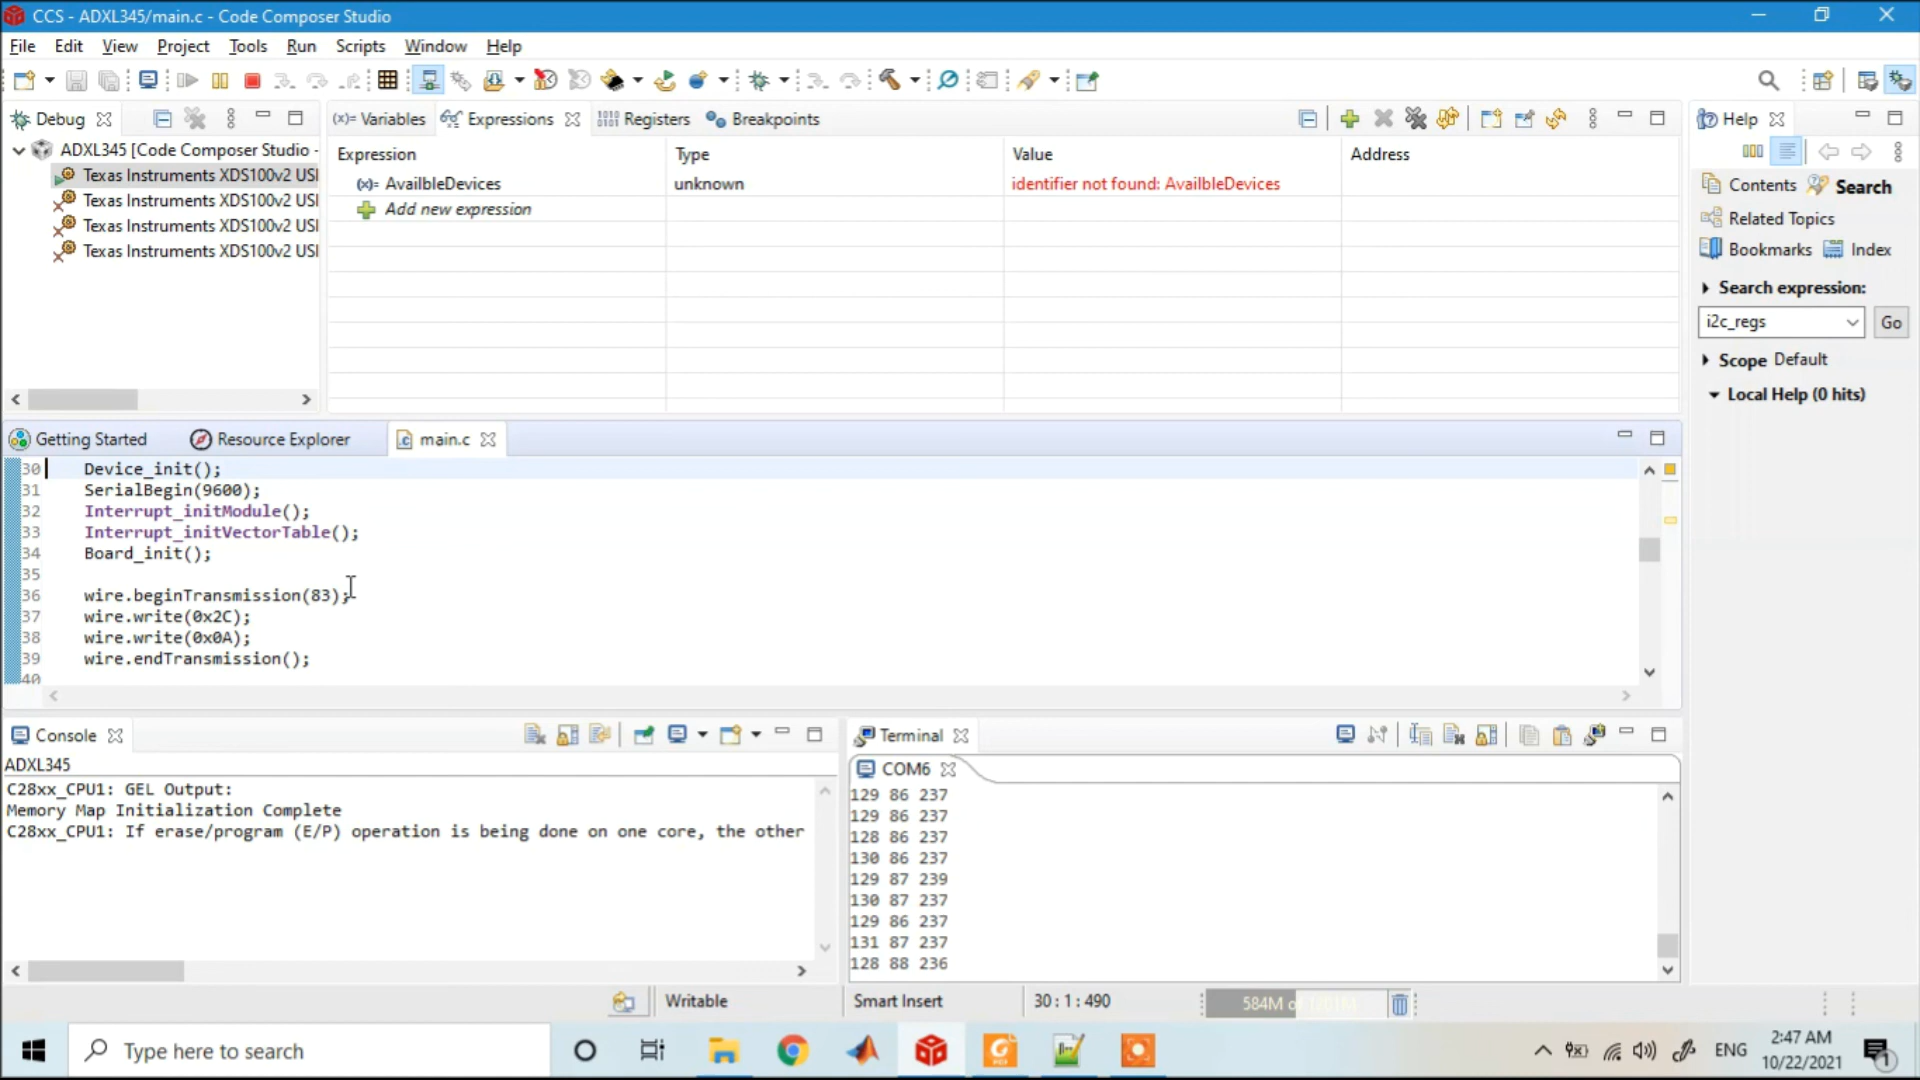 CCS - ADXL345/main.c - Code Composer Studio
File Edit View Project Tools Run Scripts Window Help
Debug
ADXL345 [Code Composer Studio -
Texas Instruments XDS100v2 USI
Texas Instruments XDS100v2 USI
Texas Instruments XDS100v2 USI
Texas Instruments XDS100v2 USI
(x)= Variables Expressions Registers Breakpoints
Expression Type Value Address
(x)= AvailbleDevices unknown identifier not found: AvailbleDevices
Add new expression
Help
Contents Search
Related Topics
Bookmarks Index
Search expression:
i2c_regs Go
Scope Default
Local Help (0 hits)
Getting Started Resource Explorer main.c
30 Device_init();
31 SerialBegin(9600);
32 Interrupt_initModule();
33 Interrupt_initVectorTable();
34 Board_init();
35
36 wire.beginTransmission(83);
37 wire.write(0x2C);
38 wire.write(0x0A);
39 wire.endTransmission();
40
Console
ADXL345
C28xx_CPU1: GEL Output:
Memory Map Initialization Complete
C28xx_CPU1: If erase/program (E/P) operation is being done on one core, the other
Terminal
COM6
129 86 237
129 86 237
128 86 237
130 86 237
129 87 239
130 87 237
129 86 237
131 87 237
128 88 236
Writable Smart Insert 30 : 1 : 490 584M of
Type here to search
ENG
2:47 AM
10/22/2021
1